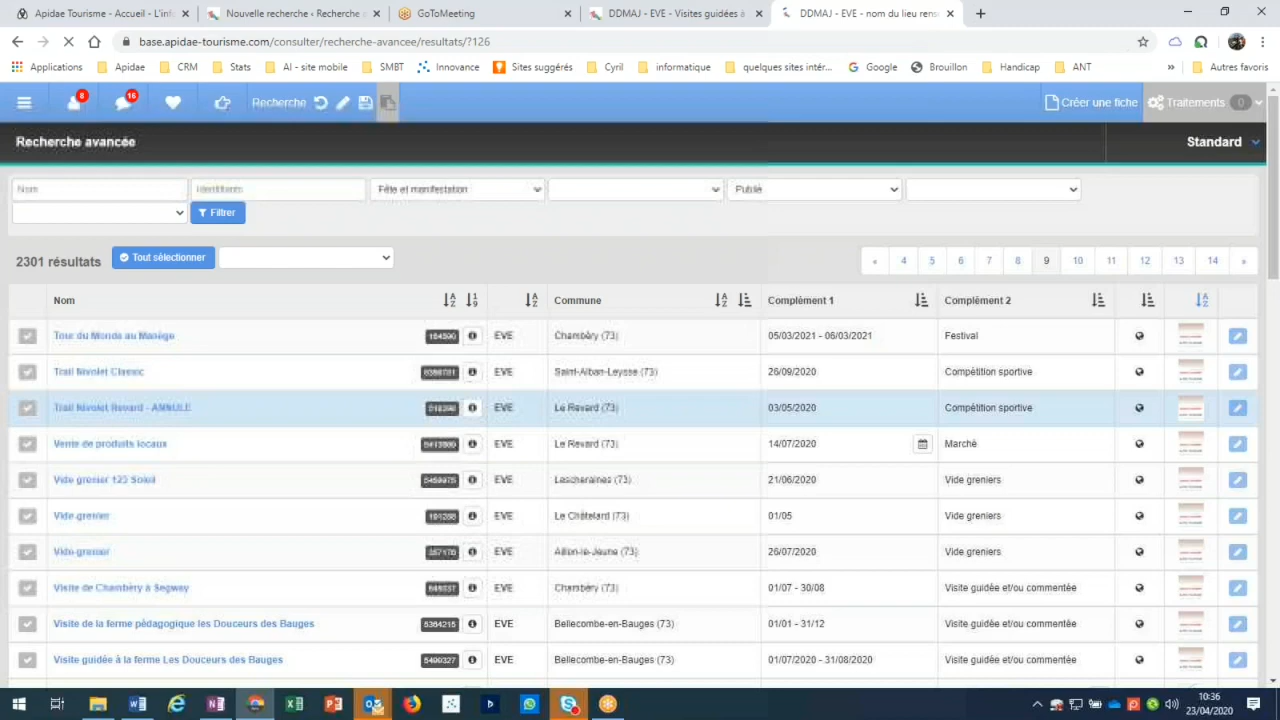 Apidae Tourisme - Accueil - L'info
Nouvelle recherche ‹ Recherche a
GoToMeeting
DDMAJ - EVE - Visites guidées à
DDMAJ - EVE - nom du lieu rens
base.apidae-tourisme.com/consulter/recherche-avancee/resultats/?126
Applications Apidae CRM Stats AI - site mobile SMBT Innovance Sites suggérés Cyril informatique quelques sites intér... Google Brouillon Handicap ANT » Autres favoris
8 16 Recherche Créer une fiche Traitements 0
Recherche avancée Standard
Nom Identifiants Fête et manifestation Publié
Filtrer
2301 résultats Tout sélectionner « 4 5 6 7 8 9 10 11 12 13 14 »
Nom Commune Complément 1 Complément 2
Tour du Monde au Manège EVE Chambéry (73) 05/03/2021 - 06/03/2021 Festival
Trail Nivolet Classic EVE Saint-Alban-Leysse (73) 26/09/2020 Compétition sportive
Trail Nivolet Revard - ANNULÉ EVE Le Revard (73) 03/05/2020 Compétition sportive
Vente de produits locaux EVE Le Revard (73) 14/07/2020 Marché
Vide grenier 123 Soleil EVE Lescheraines (73) 21/06/2020 Vide greniers
Vide-grenier EVE Le Châtelard (73) 01/05 Vide greniers
Vide-grenier EVE Aillon-le-Jeune (73) 26/07/2020 Vide greniers
Visite de Chambéry à Segway EVE Chambéry (73) 01/07 - 30/08 Visite guidée et/ou commentée
Visite de la ferme pédagogique les Douceurs des Bauges 5364215 EVE Bellecombe-en-Bauges (73) 01/01 - 31/12 Visite guidée et/ou commentée
Visite guidée à la ferme Les Douceurs des Bauges 5499327 EVE Bellecombe-en-Bauges (73) 01/07/2020 - 31/08/2020 Visite guidée et/ou commentée
10:36
23/04/2020